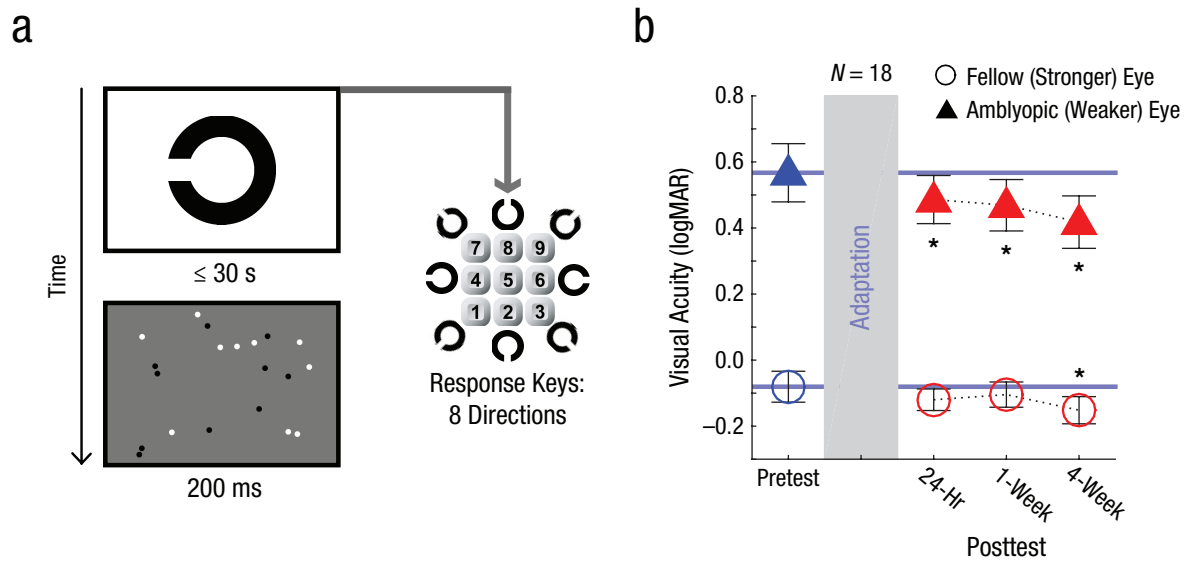 a
Time
≤ 30 s
200 ms
7 8 9
4 5 6
1 2 3
Response Keys:
8 Directions
b
N = 18
Fellow (Stronger) Eye
Amblyopic (Weaker) Eye
Visual Acuity (logMAR)
0.8
0.6
0.4
0.2
0.0
–0.2
Adaptation
*
*
*
*
Pretest
24-Hr
1-Week
4-Week
Posttest